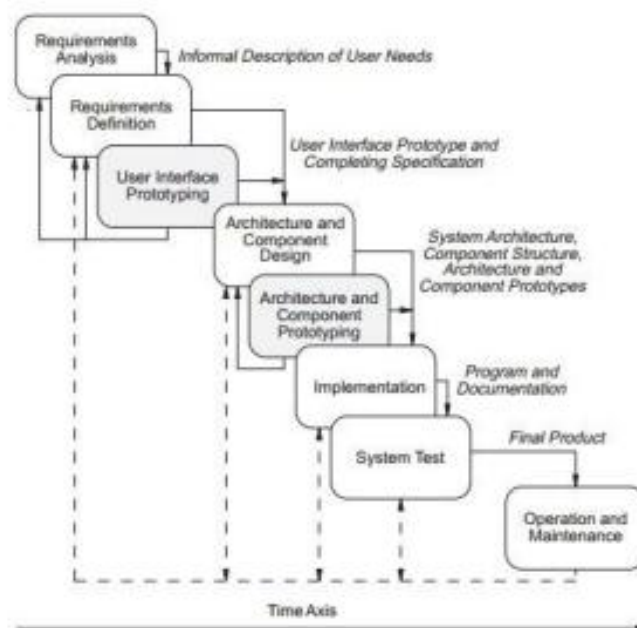 Requirements
Analysis
Informal Description of User Needs
Requirements
Definition
User Interface Prototype and
Completing Specification
User Interface
Prototyping
Architecture and
Component
Design
System Architecture,
Component Structure,
Architecture and
Component Prototypes
Architecture and
Component
Prototyping
Implementation
Program and
Documentation
System Test
Final Product
Operation and
Maintenance
Time Axis